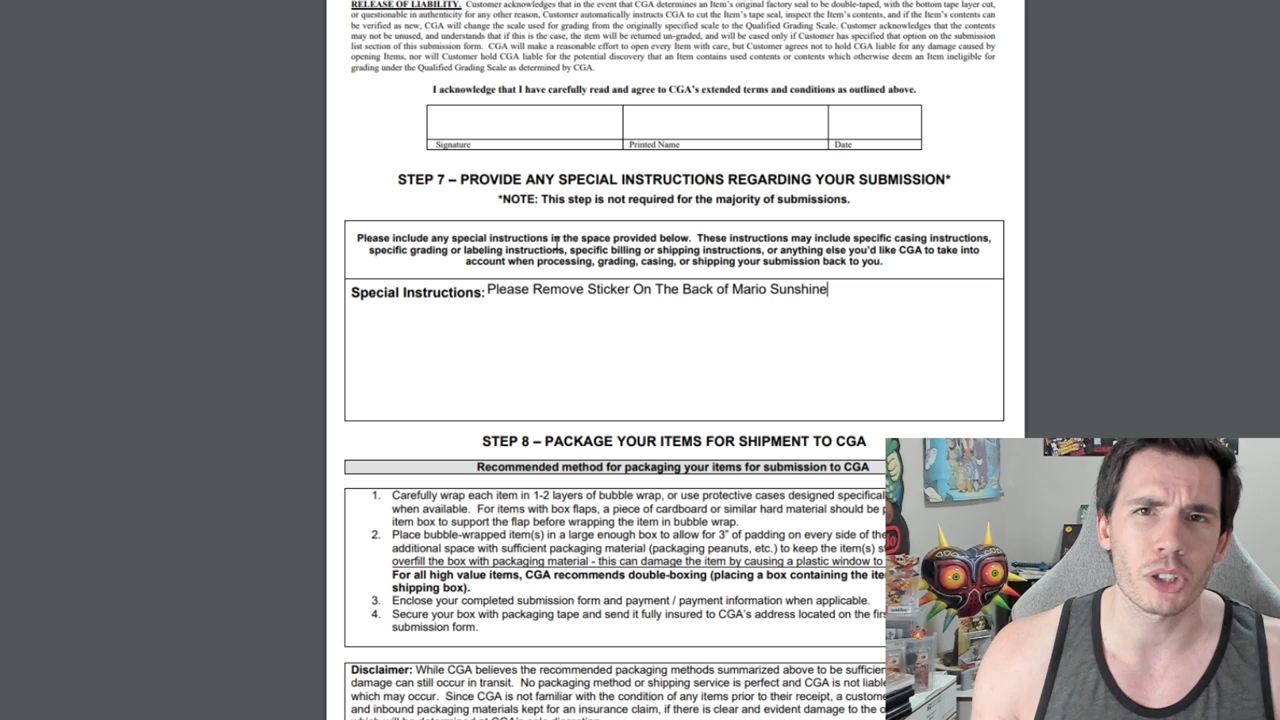 RELEASE OF LIABILITY. Customer acknowledges that in the event that CGA determines an Item's original factory seal to be double-taped, with the bottom tape layer cut,
or questionable in authenticity for any other reason, Customer automatically instructs CGA to cut the Item's tape seal, inspect the Item's contents, and if the Item's contents can
be verified as new, CGA will change the scale used for grading from the originally specified scale to the Qualified Grading Scale. Customer acknowledges that the contents
may not be unused, and understands that if this is the case, the item will be returned un-graded, and will be cased only if Customer has specified that option on the submission
list section of this submission form. CGA will make a reasonable effort to open every Item with care, but Customer agrees not to hold CGA liable for any damage caused by
opening Items, nor will Customer hold CGA liable for the potential discovery that an Item contains used contents or contents which otherwise deem an Item ineligible for
grading under the Qualified Grading Scale as determined by CGA.
I acknowledge that I have carefully read and agree to CGA's extended terms and conditions as outlined above.
Signature Printed Name Date
STEP 7 – PROVIDE ANY SPECIAL INSTRUCTIONS REGARDING YOUR SUBMISSION*
*NOTE: This step is not required for the majority of submissions.
Please include any special instructions in the space provided below. These instructions may include specific casing instructions,
specific grading or labeling instructions, specific billing or shipping instructions, or anything else you'd like CGA to take into
account when processing, grading, casing, or shipping your submission back to you.
Special Instructions: Please Remove Sticker On The Back of Mario Sunshine
STEP 8 – PACKAGE YOUR ITEMS FOR SHIPMENT TO CGA
Recommended method for packaging your items for submission to CGA
1. Carefully wrap each item in 1-2 layers of bubble wrap, or use protective cases designed
when available. For items with box flaps, a piece of cardboard or similar hard material should be
item box to support the flap before wrapping the item in bubble wrap.
2. Place bubble-wrapped item(s) in a large enough box to allow for 3" of padding on every side of the
additional space with sufficient packaging material (packaging peanuts, etc.) to keep the item(s)
overfill the box with packaging material - this can damage the item by causing a plastic window to
For all high value items, CGA recommends double-boxing (placing a box containing the
shipping box).
3. Enclose your completed submission form and payment / payment information when applicable.
4. Secure your box with packaging tape and send it fully insured to CGA's address located on the
submission form.
Disclaimer: While CGA believes the recommended packaging methods summarized above to be
damage can still occur in transit. No packaging method or shipping service is perfect and CGA is not
which may occur. Since CGA is not familiar with the condition of any items prior to their receipt, a
and inbound packaging materials kept for an insurance claim, if there is clear and evident damage to the